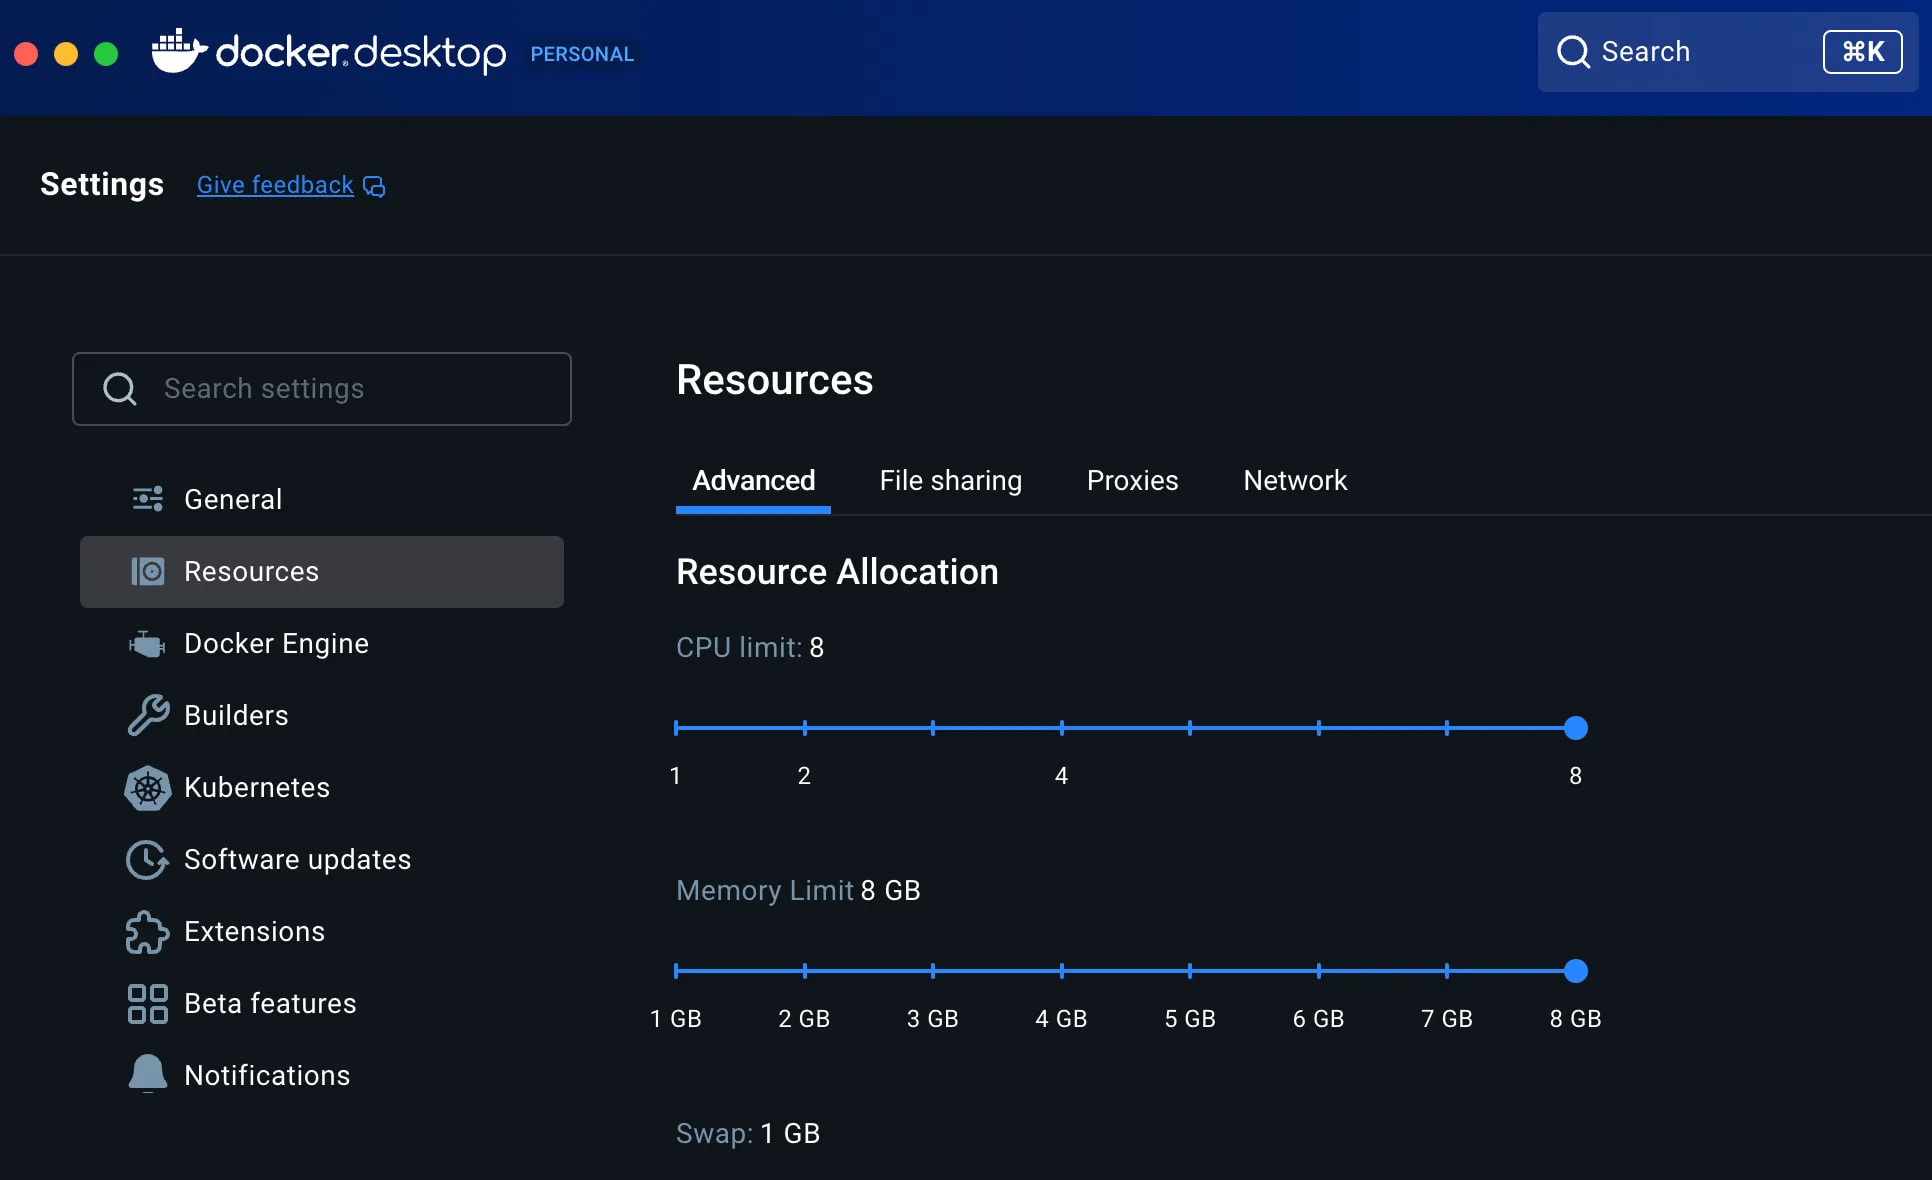 docker.desktop PERSONAL
Search ⌘K
Settings Give feedback
Search settings
General
Resources
Docker Engine
Builders
Kubernetes
Software updates
Extensions
Beta features
Notifications
Resources
Advanced File sharing Proxies Network
Resource Allocation
CPU limit: 8
1 2 4 8
Memory Limit 8 GB
1 GB 2 GB 3 GB 4 GB 5 GB 6 GB 7 GB 8 GB
Swap: 1 GB